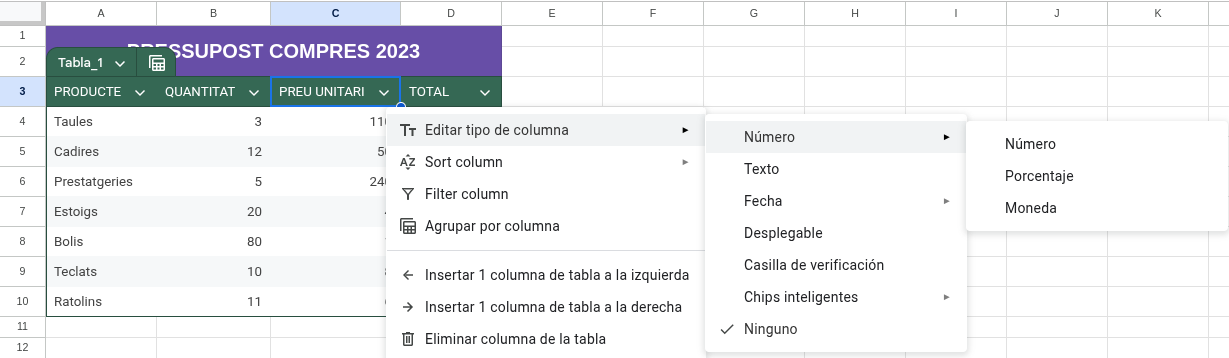 A B C D E F G H I J K
1 PRESSUPOST COMPRES 2023
2 Tabla_1
3 PRODUCTE QUANTITAT PREU UNITARI TOTAL
4 Taules 3 110
5 Cadires 12 50
6 Prestatgeries 5 240
7 Estoigs 20
8 Bolis 80
9 Teclats 10
10 Ratolins 11
11
12
Editar tipo de columna
Sort column
Filter column
Agrupar por columna
Insertar 1 columna de tabla a la izquierda
Insertar 1 columna de tabla a la derecha
Eliminar columna de la tabla
Número
Texto
Fecha
Desplegable
Casilla de verificación
Chips inteligentes
Ninguno
Número
Porcentaje
Moneda